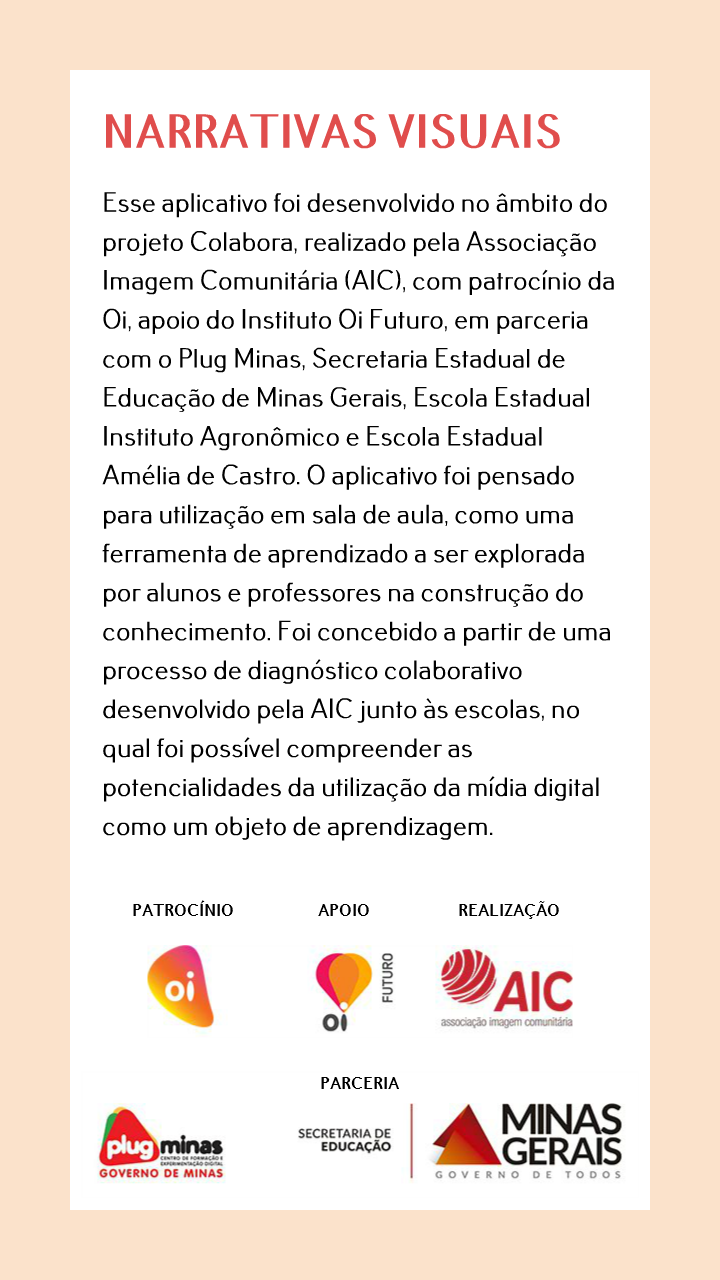 NARRATIVAS VISUAIS
Esse aplicativo foi desenvolvido no âmbito do
projeto Colabora, realizado pela Associação
Imagem Comunitária (AIC), com patrocínio da
Oi, apoio do Instituto Oi Futuro, em parceria
com o Plug Minas, Secretaria Estadual de
Educação de Minas Gerais, Escola Estadual
Instituto Agronômico e Escola Estadual
Amélia de Castro. O aplicativo foi pensado
para utilização em sala de aula, como uma
ferramenta de aprendizado a ser explorada
por alunos e professores na construção do
conhecimento. Foi concebido a partir de uma
processo de diagnóstico colaborativo
desenvolvido pela AIC junto às escolas, no
qual foi possível compreender as
potencialidades da utilização da mídia digital
como um objeto de aprendizagem.
PATROCÍNIO APOIO REALIZAÇÃO
oi
oi FUTURO
AIC
associação imagem comunitária
PARCERIA
plug minas
CENTRO DE FORMAÇÃO E
EXPERIMENTAÇÃO DIGITAL
GOVERNO DE MINAS
SECRETARIA DE
EDUCAÇÃO
MINAS
GERAIS
GOVERNO DE TODOS